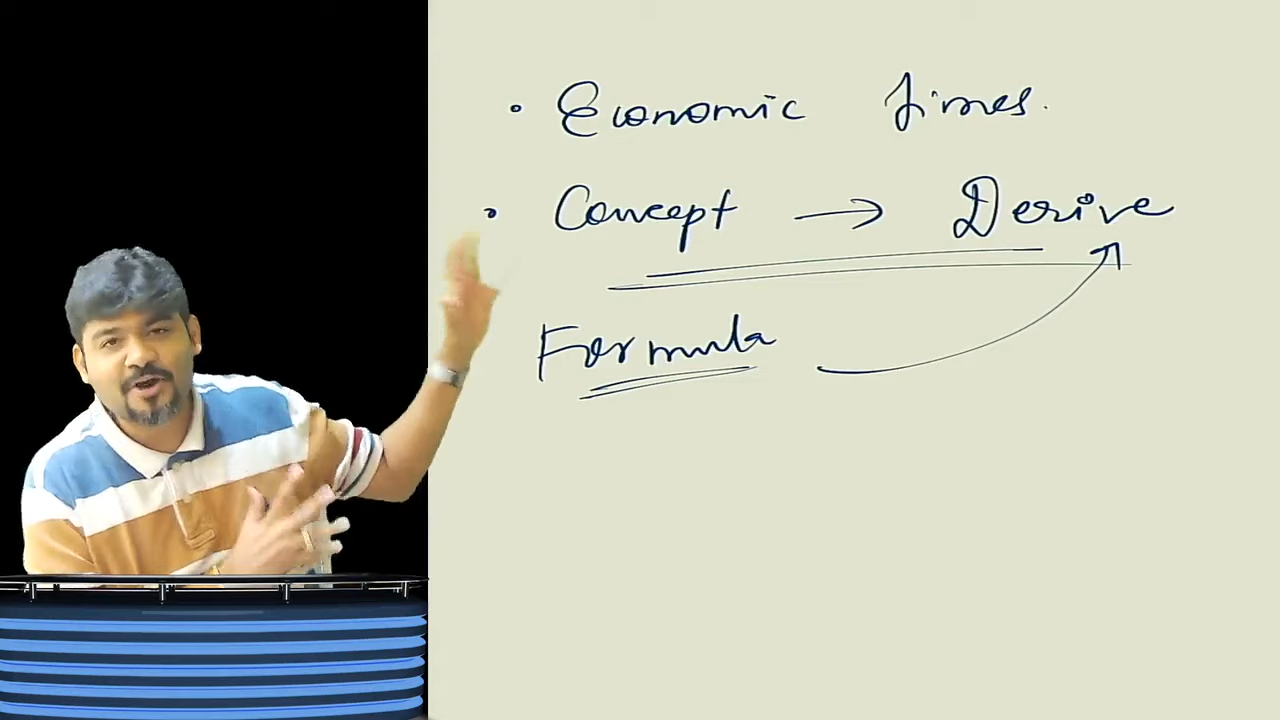 • Economic Times.
• Concept → Derive
Formula